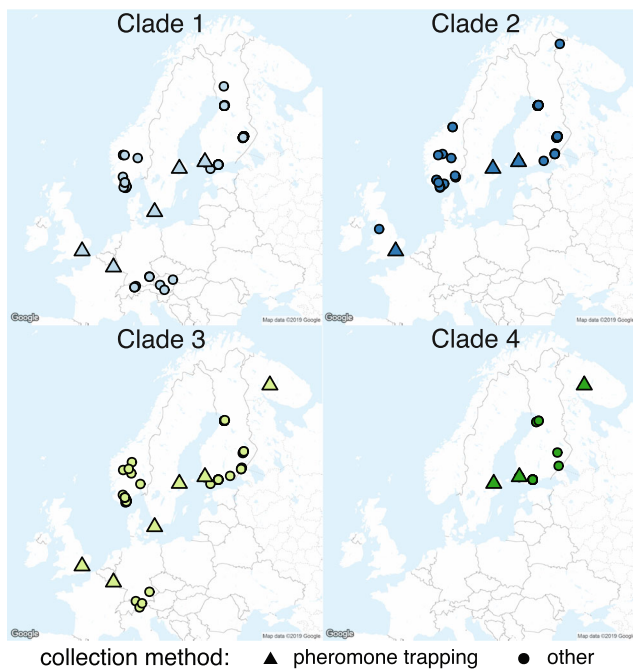 Clade 1
Clade 2
Google
Map data ©2019 Google
Google
Map data ©2019 Google
Clade 3
Clade 4
Google
Map data ©2019 Google
Google
Map data ©2019 Google
collection method: pheromone trapping other